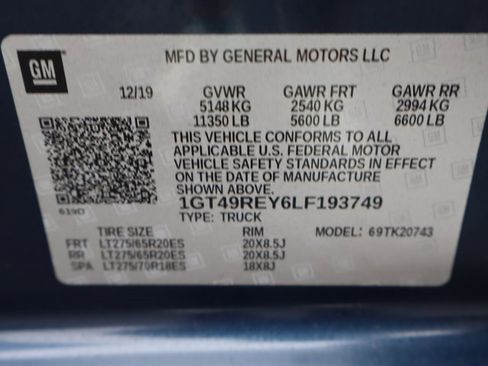 GM
MFD BY GENERAL MOTORS LLC
12/19 GVWR GAWR FRT GAWR RR
5148 KG 2540 KG 2994 KG
11350 LB 5600 LB 6600 LB
THIS VEHICLE CONFORMS TO ALL
APPLICABLE U.S. FEDERAL MOTOR
VEHICLE SAFETY STANDARDS IN EFFECT
ON THE DATE OF MANUFACTURE
SHOWN ABOVE.
619D
1GT49REY6LF193749
TYPE: TRUCK MODEL: 69TK20743
TIRE SIZE RIM
FRT LT275/65R20ES 20X8.5J
RR LT275/65R20ES 20X8.5J
SPA LT275/70R18ES 18X8J